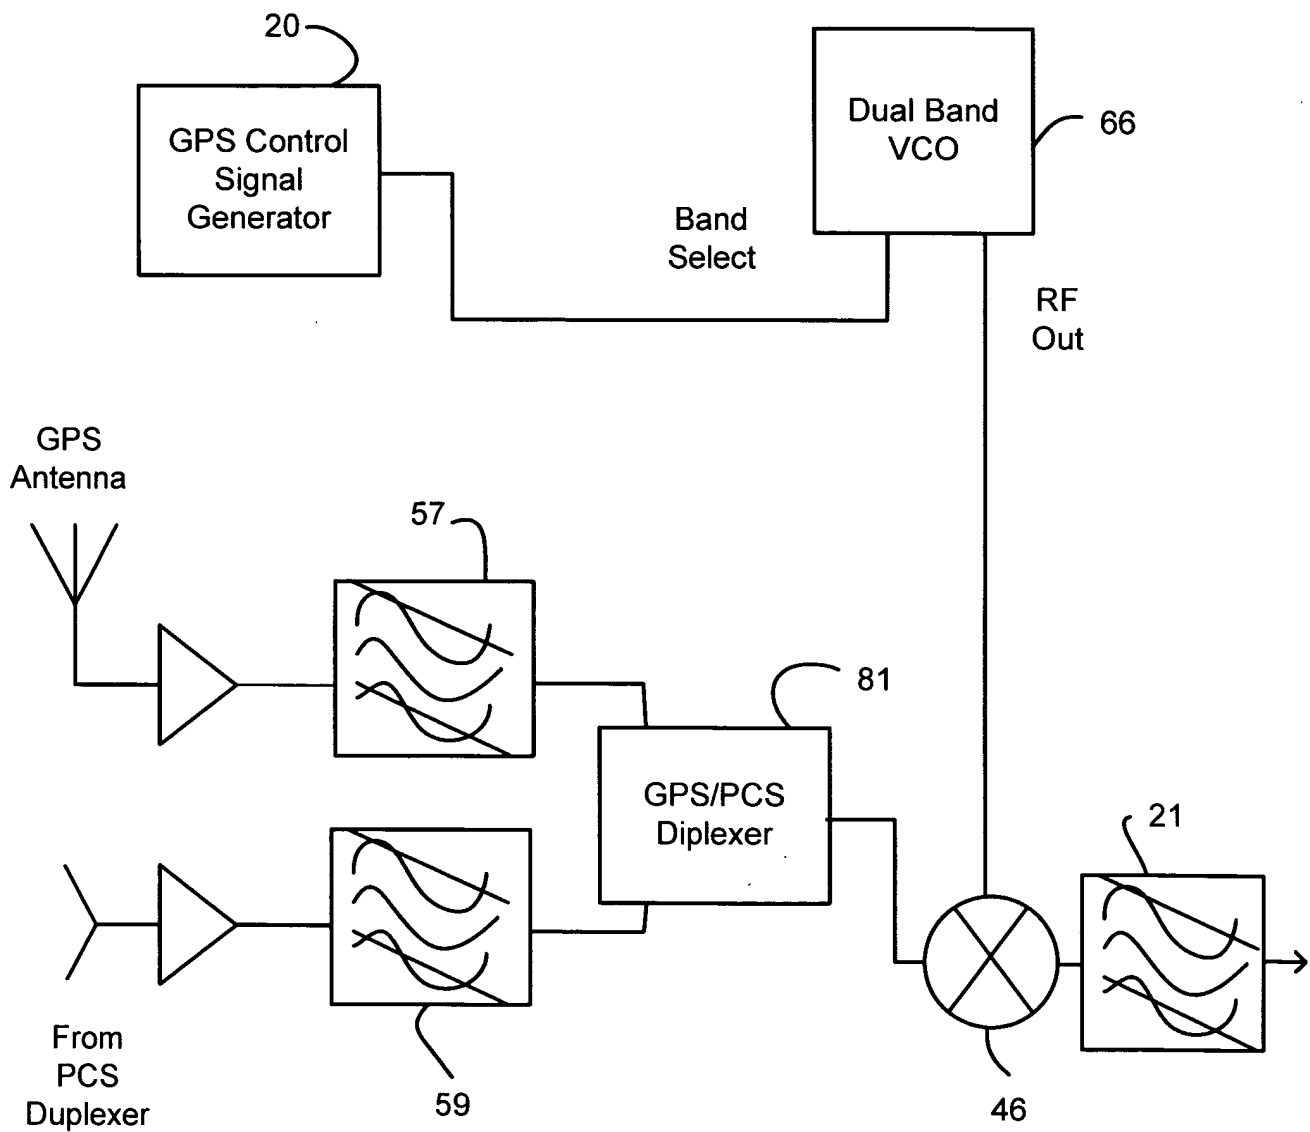 20
GPS Control
Signal
Generator
Dual Band
VCO
66
Band
Select
RF
Out
GPS
Antenna
57
81
GPS/PCS
Diplexer
21
From
PCS
Duplexer
59
46